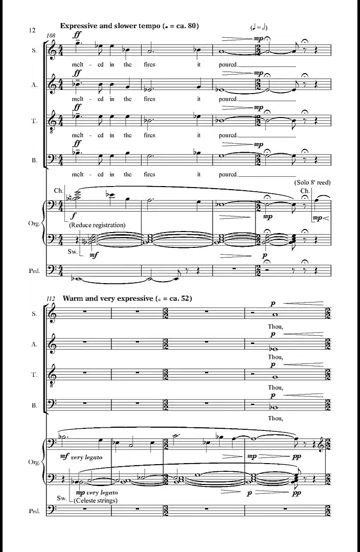 12
Expressive and slower tempo (♩ = ca. 80)
108
ff
mp
S.
melt - ed in the fires it poured
ff
mp
A.
melt - ed in the fires it poured
ff
mp
T.
melt - ed in the fires it poured
ff
mp
B.
melt - ed in the fires it poured
(Solo 8' reed)
Ch.
Ch.
f
mp
mp
Org.
(Reduce registration)
Sw.
mf
Ped.
112
Warm and very expressive (𝅗𝅥 = ca. 52)
p
S.
Thou,
p
A.
Thou,
p
T.
Thou,
p
B.
Thou,
mf very legato
mp
pp
Org.
Sw.
mp very legato
p
pp
(Celeste strings)
Ped.